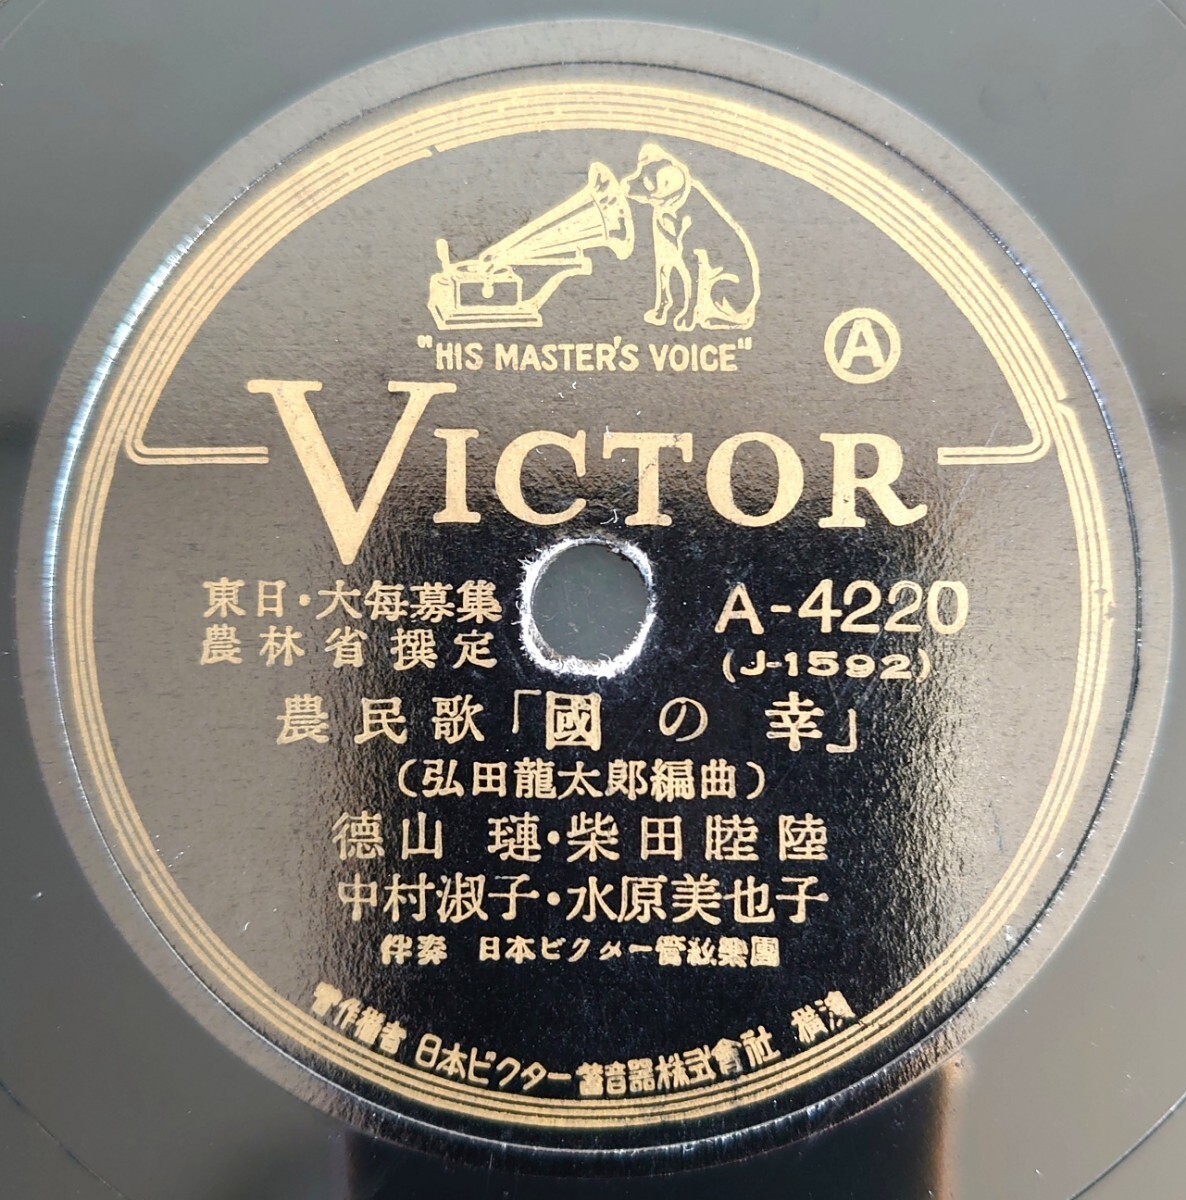 "HIS MASTER'S VOICE"
A
VICTOR
東日・大每募集
農林省撰定
A-4220
(J-1592)
農民歌「國の幸」
(弘田龍太郎編曲)
德山璉・柴田睦陸
中村淑子・水原美也子
伴奏 日本ビクター管絃樂團
著作權者 日本ビクター蓄音器株式會社 橫濱